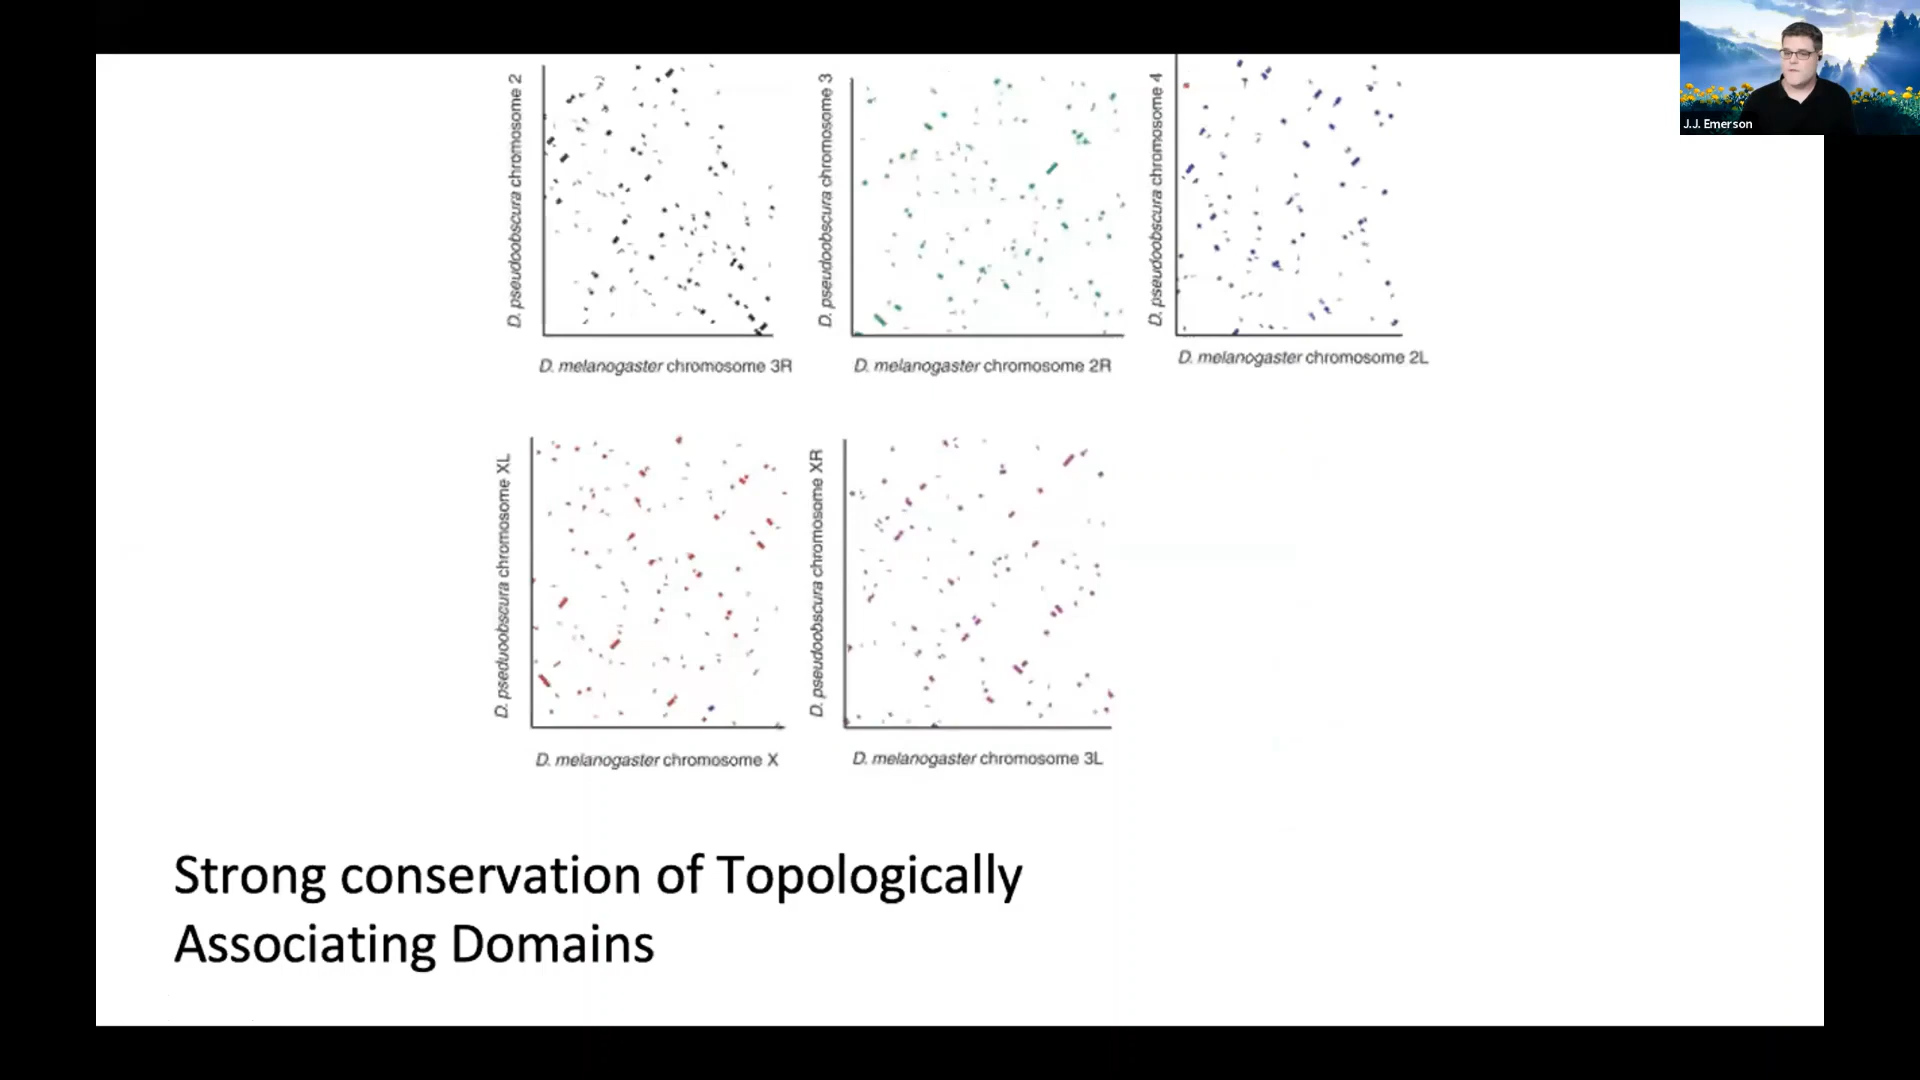 J.J. Emerson
D. pseudoobscura chromosome 2
D. pseudoobscura chromosome 3
D. pseudoobscura chromosome 4
D. melanogaster chromosome 3R
D. melanogaster chromosome 2R
D. melanogaster chromosome 2L
D. pseduoobscura chromosome XL
D. pseudoobscura chromosome XR
D. melanogaster chromosome X
D. melanogaster chromosome 3L
Strong conservation of Topologically
Associating Domains